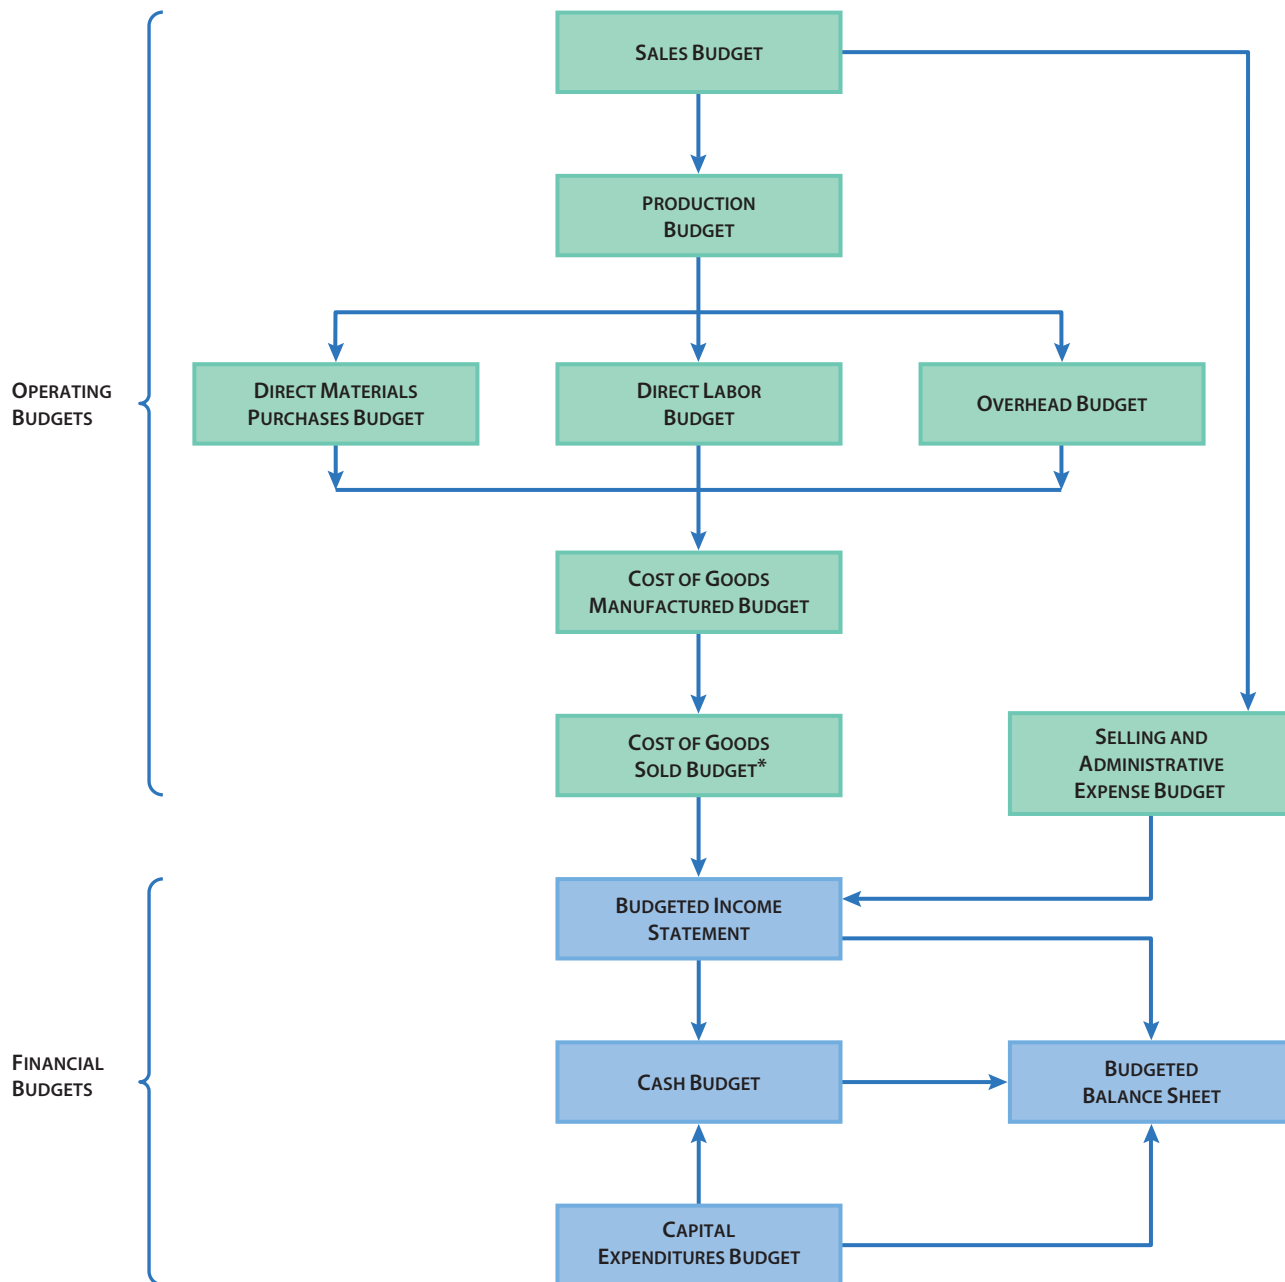 SALES BUDGET
PRODUCTION
BUDGET
OPERATING
BUDGETS
DIRECT MATERIALS
PURCHASES BUDGET
DIRECT LABOR
BUDGET
OVERHEAD BUDGET
COST OF GOODS
MANUFACTURED BUDGET
COST OF GOODS
SOLD BUDGET*
SELLING AND
ADMINISTRATIVE
EXPENSE BUDGET
BUDGETED INCOME
STATEMENT
FINANCIAL
BUDGETS
CASH BUDGET
BUDGETED
BALANCE SHEET
CAPITAL
EXPENDITURES BUDGET